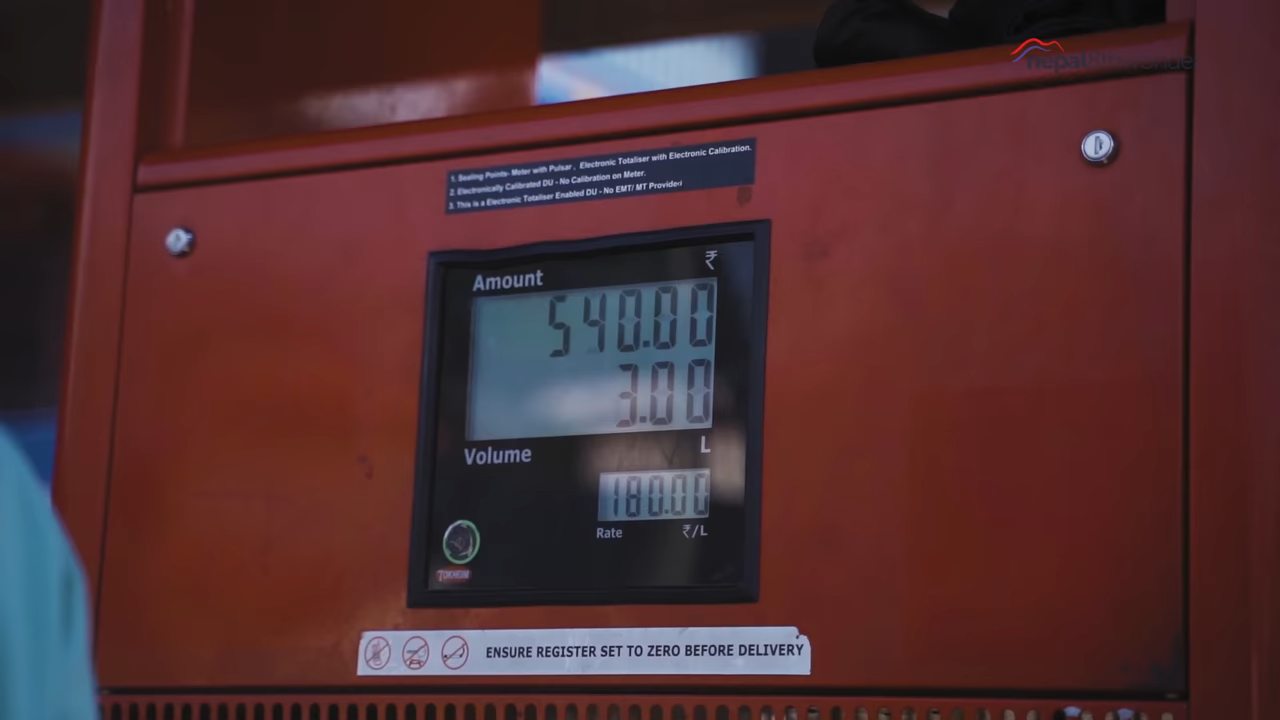 1. Sealing Points- Meter with Pulsar , Electronic Totaliser with Electronic Calibration.
2. Electronically Calibrated DU - No Calibration on Meter.
3. This is a Electronic Totaliser Enabled DU - No EMT/ MT Provided
Amount ₹
540.00
3.00
Volume L
180.00
Rate ₹/L
TOKHEIM
ENSURE REGISTER SET TO ZERO BEFORE DELIVERY